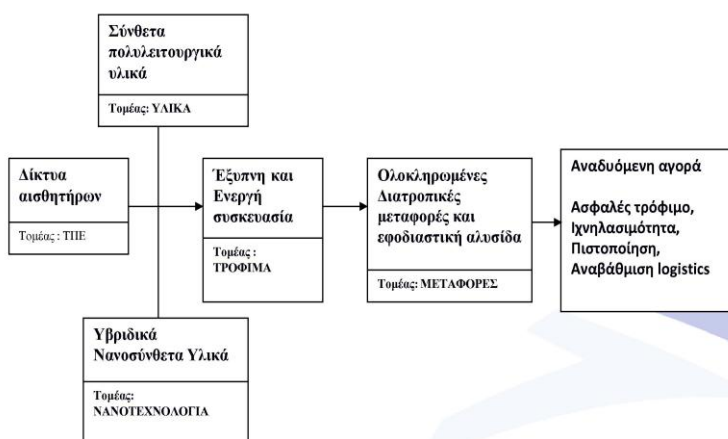 Σύνθετα
πολυλειτουργικά
υλικά
Τομέας: ΥΛΙΚΑ
Δίκτυα
αισθητήρων
Τομέας : ΤΠΕ
Έξυπνη και
Ενεργή
συσκευασία
Τομέας :
ΤΡΟΦΙΜΑ
Ολοκληρωμένες
Διατροπικές
μεταφορές και
εφοδιαστική αλυσίδα
Τομέας: ΜΕΤΑΦΟΡΕΣ
Αναδυόμενη αγορά
Ασφαλές τρόφιμο,
Ιχνηλασιμότητα,
Πιστοποίηση,
Αναβάθμιση logistics
Υβριδικά
Νανοσύνθετα Υλικά
Τομέας:
ΝΑΝΟΤΕΧΝΟΛΟΓΙΑ